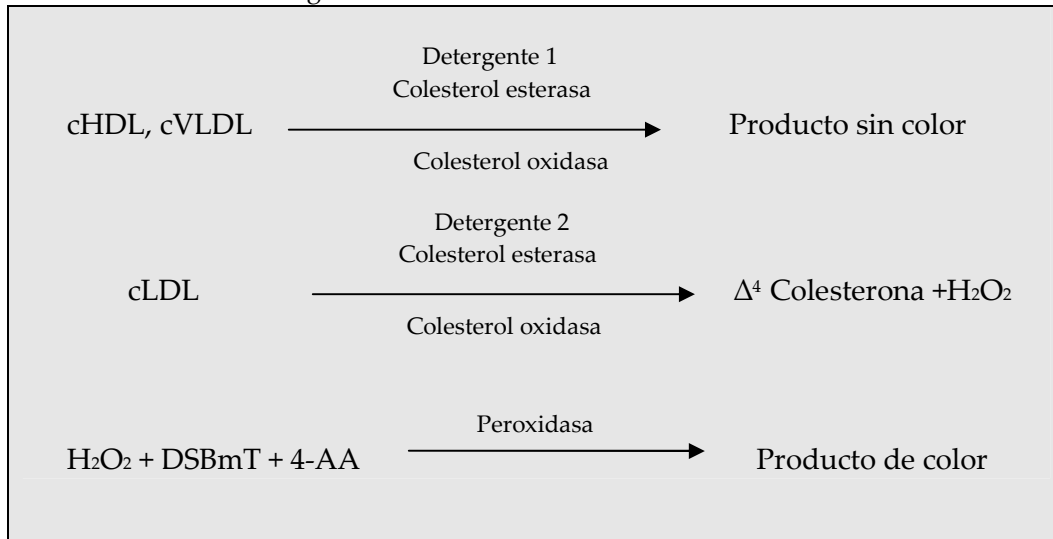 Detergente 1
Colesterol esterasa
cHDL, cVLDL
Producto sin color
Colesterol oxidasa
Detergente 2
Colesterol esterasa
cLDL
Δ⁴ Colesterona +H₂O₂
Colesterol oxidasa
Peroxidasa
H₂O₂ + DSBmT + 4-AA
Producto de color